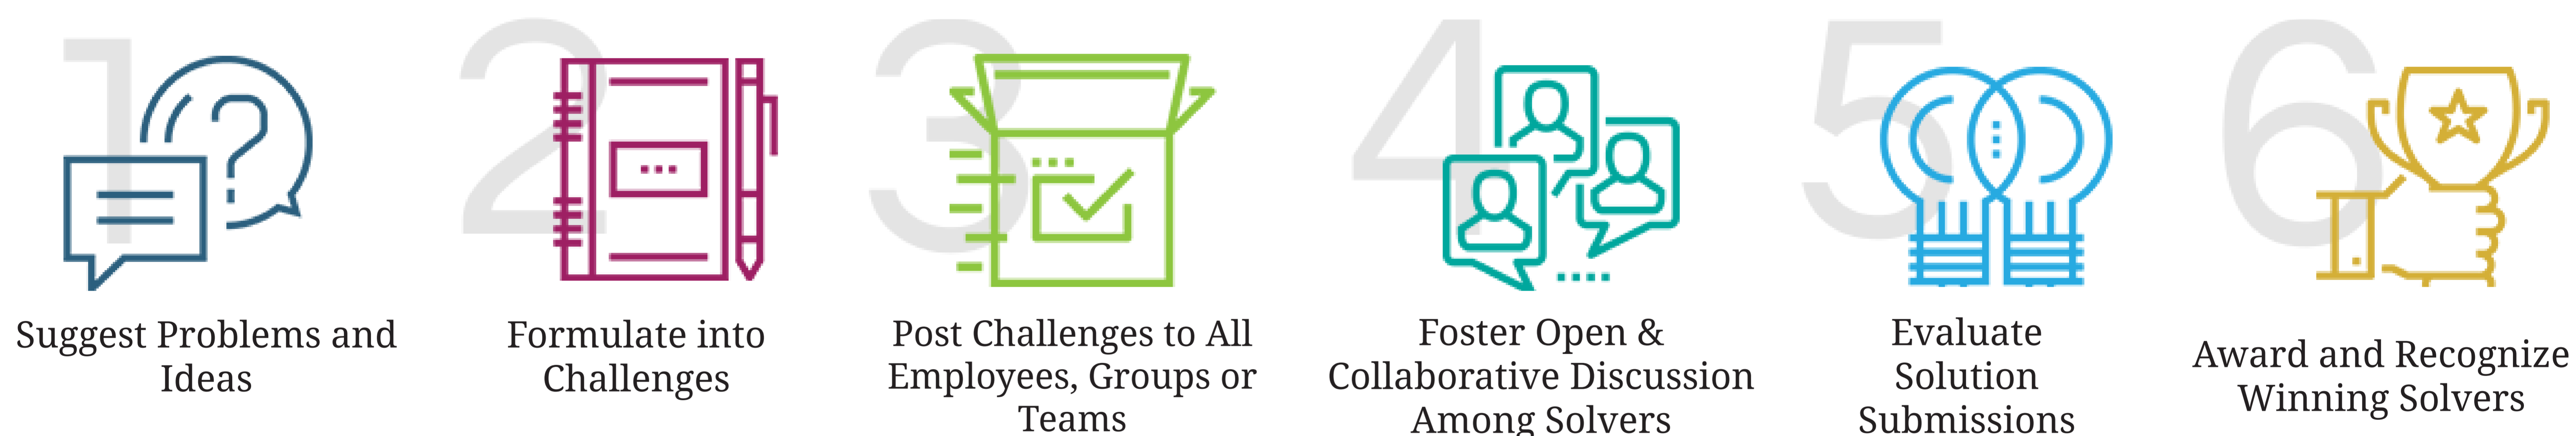 1
Suggest Problems and
Ideas
2
Formulate into
Challenges
3
Post Challenges to All
Employees, Groups or
Teams
4
Foster Open &
Collaborative Discussion
Among Solvers
5
Evaluate
Solution
Submissions
6
Award and Recognize
Winning Solvers